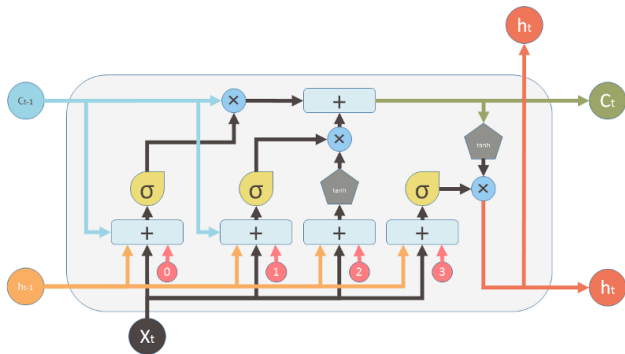 ht
Ct-1
×
+
Ct
tanh
×
tanh
σ
σ
σ
×
+
+
+
+
0
1
2
3
ht-1
ht
Xt